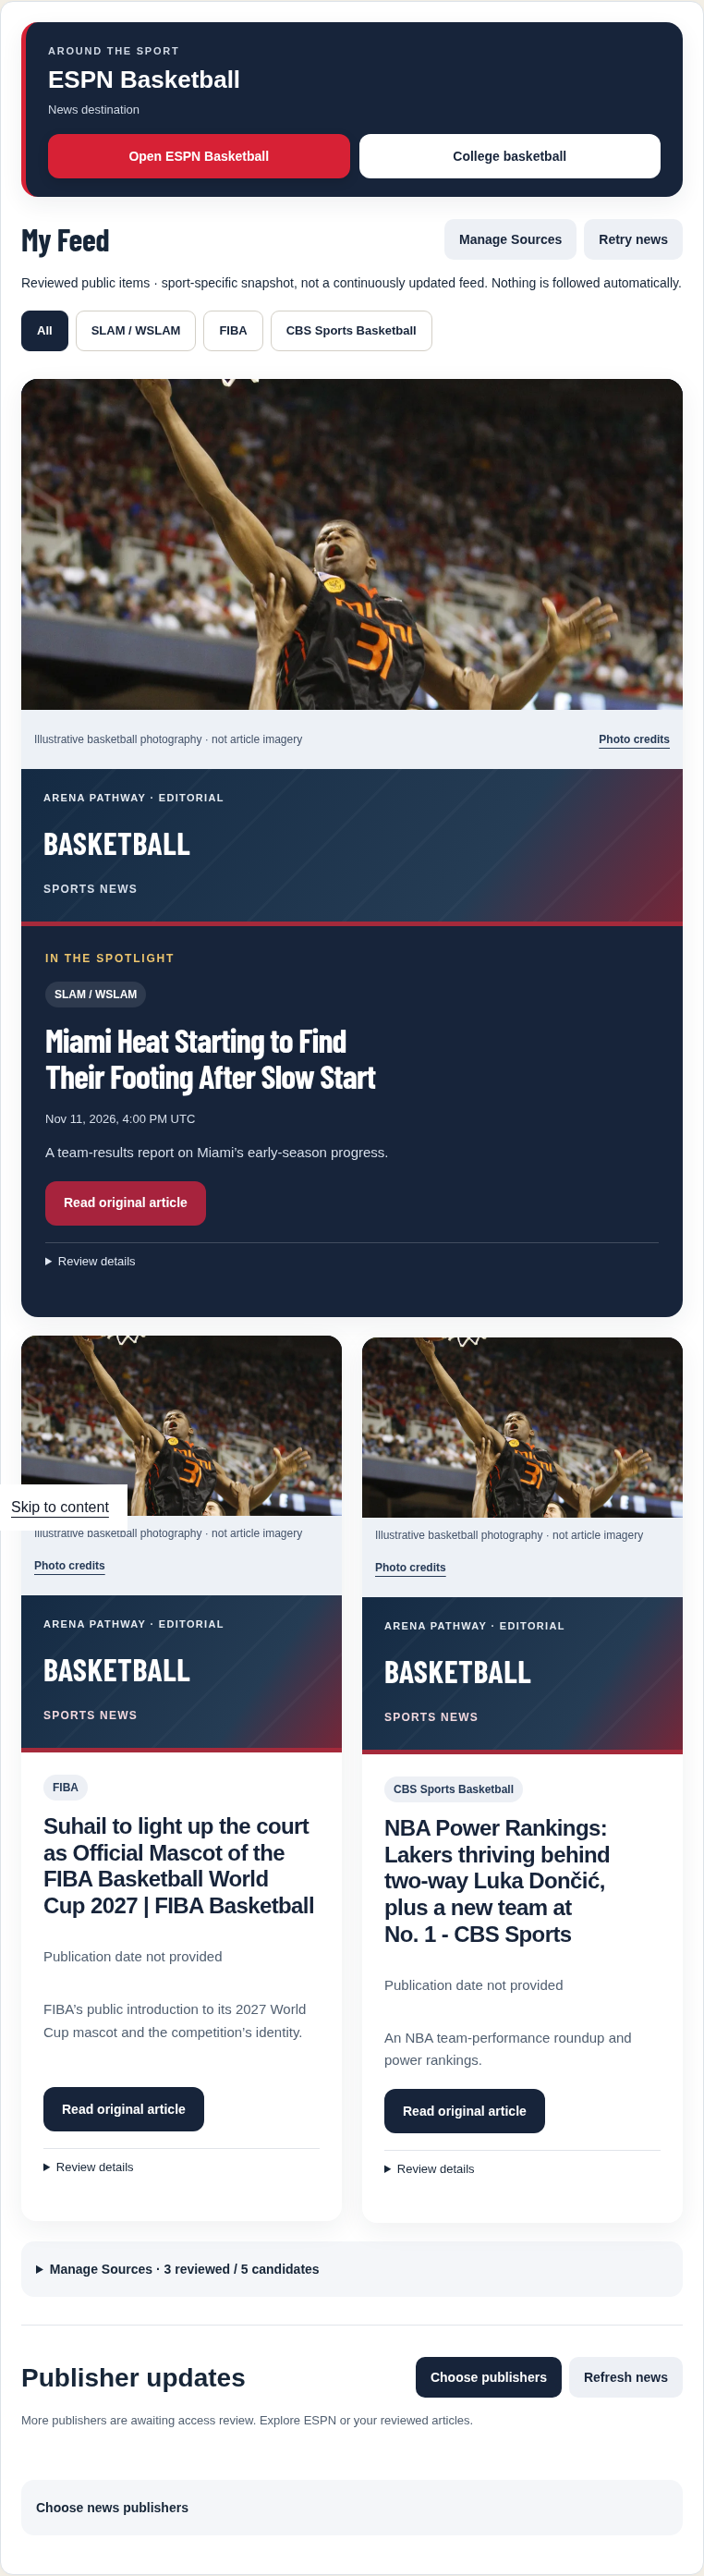 AROUND THE SPORT
ESPN Basketball
News destination
Open ESPN Basketball
College basketball
My Feed
Manage Sources
Retry news
Reviewed public items · sport-specific snapshot, not a continuously updated feed. Nothing is followed automatically.
All
SLAM / WSLAM
FIBA
CBS Sports Basketball
Illustrative basketball photography · not article imagery
Photo credits
ARENA PATHWAY · EDITORIAL
BASKETBALL
SPORTS NEWS
IN THE SPOTLIGHT
SLAM / WSLAM
Miami Heat Starting to Find
Their Footing After Slow Start
Nov 11, 2026, 4:00 PM UTC
A team-results report on Miami’s early-season progress.
Read original article
Review details
Skip to content
Illustrative basketball photography · not article imagery
Photo credits
ARENA PATHWAY · EDITORIAL
BASKETBALL
SPORTS NEWS
FIBA
Suhail to light up the court
as Official Mascot of the
FIBA Basketball World
Cup 2027 | FIBA Basketball
Publication date not provided
FIBA’s public introduction to its 2027 World
Cup mascot and the competition’s identity.
Read original article
Review details
Illustrative basketball photography · not article imagery
Photo credits
ARENA PATHWAY · EDITORIAL
BASKETBALL
SPORTS NEWS
CBS Sports Basketball
NBA Power Rankings:
Lakers thriving behind
two-way Luka Dončić,
plus a new team at
No. 1 - CBS Sports
Publication date not provided
An NBA team-performance roundup and
power rankings.
Read original article
Review details
Manage Sources · 3 reviewed / 5 candidates
Publisher updates
Choose publishers
Refresh news
More publishers are awaiting access review. Explore ESPN or your reviewed articles.
Choose news publishers